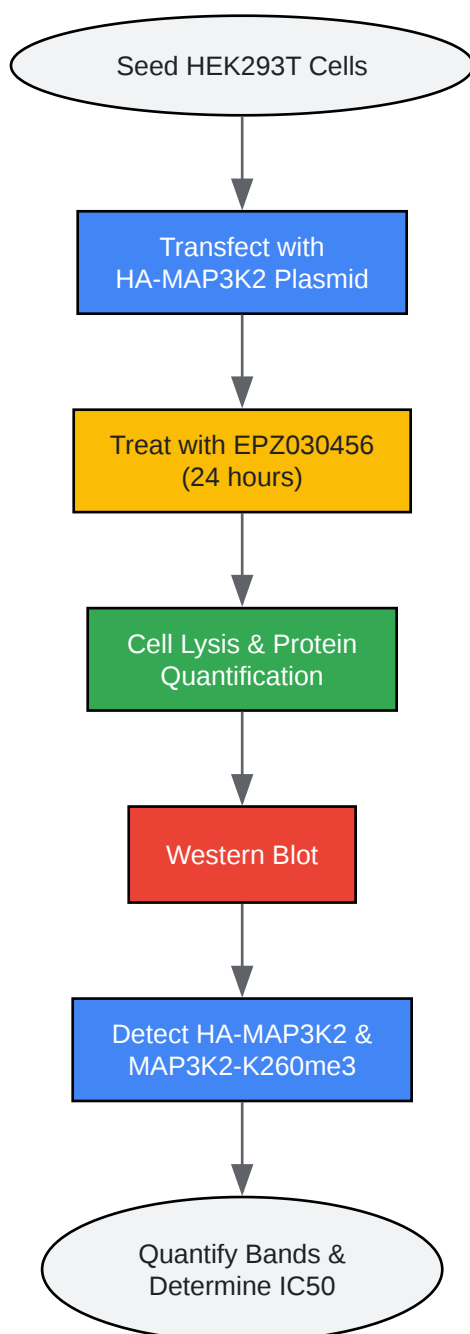 Seed HEK293T Cells
Transfect with
HA-MAP3K2 Plasmid
Treat with EPZ030456
(24 hours)
Cell Lysis & Protein
Quantification
Western Blot
Detect HA-MAP3K2 &
MAP3K2-K260me3
Quantify Bands &
Determine IC50